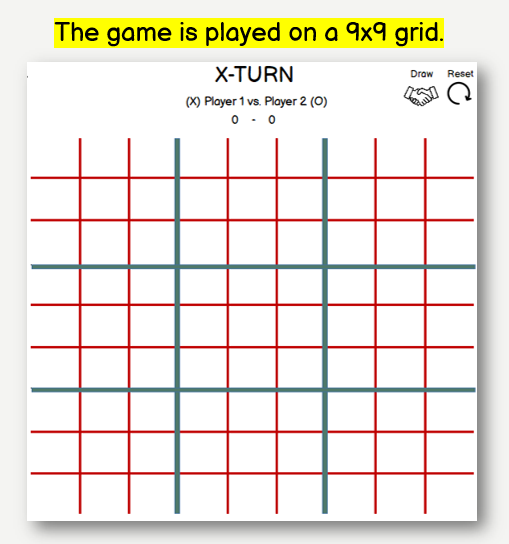 The game is played on a 9x9 grid.
X-TURN
Draw
Reset
(X) Player 1 vs. Player 2 (O)
0 - 0